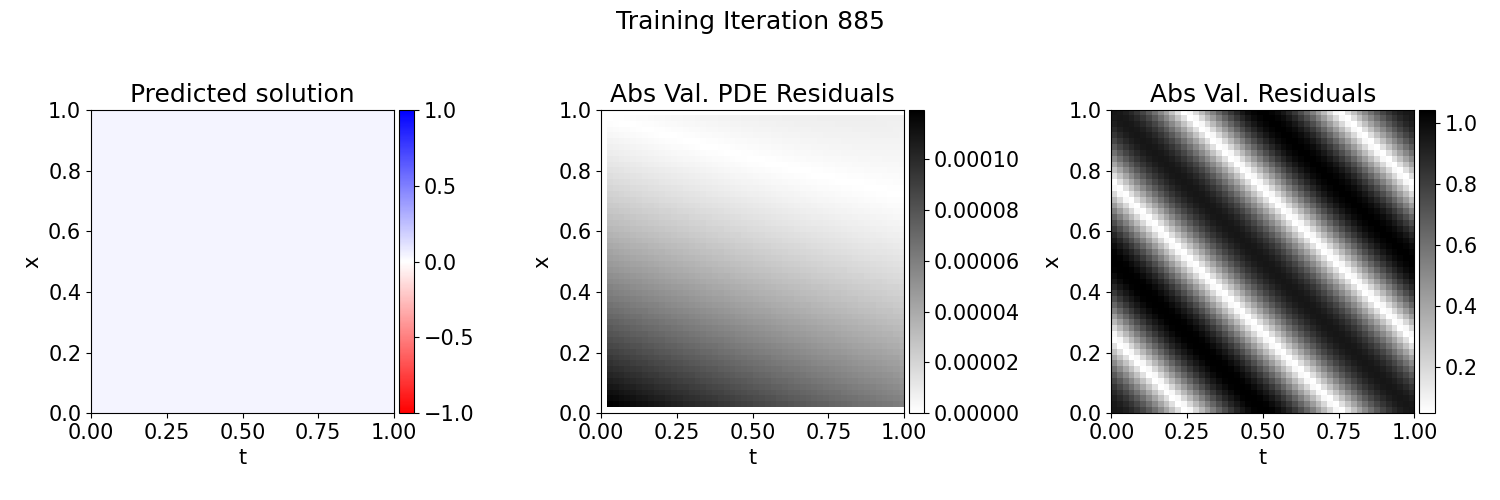 Training Iteration 885
Predicted solution
1.0
0.8
0.6
0.4
0.2
0.0
x
0.00 0.25 0.50 0.75 1.00
t
1.0
0.5
0.0
−0.5
−1.0
Abs Val. PDE Residuals
1.0
0.8
0.6
0.4
0.2
0.0
x
0.00 0.25 0.50 0.75 1.00
t
0.00010
0.00008
0.00006
0.00004
0.00002
0.00000
Abs Val. Residuals
1.0
0.8
0.6
0.4
0.2
0.0
x
0.00 0.25 0.50 0.75 1.00
t
1.0
0.8
0.6
0.4
0.2